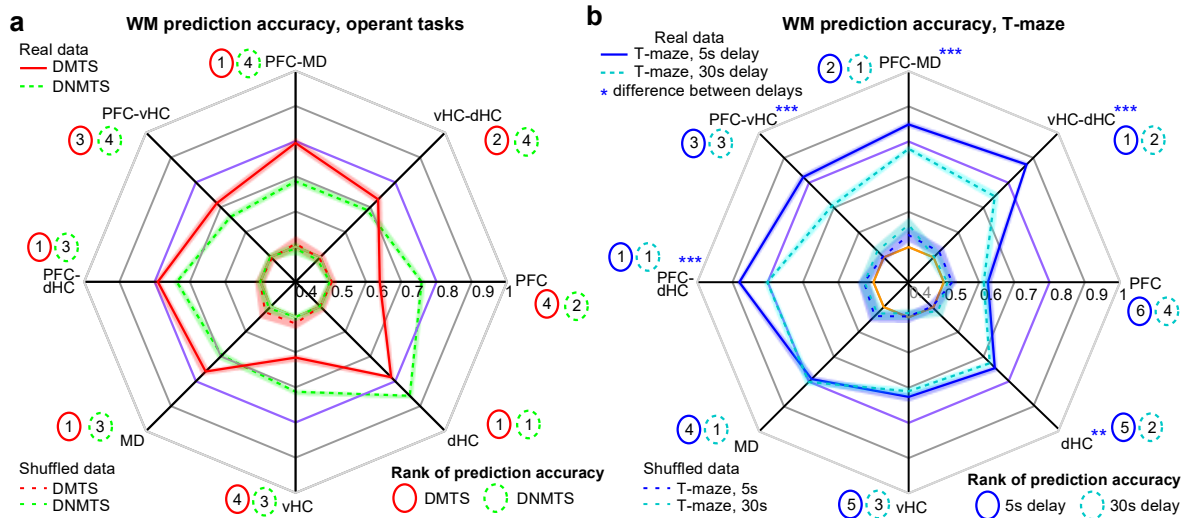 a
WM prediction accuracy, operant tasks
Real data
DMTS
DNMTS
1 4
PFC-MD
PFC-vHC
3 4
vHC-dHC
2 4
1 3
PFC-
dHC
0.4 0.5 0.6 0.7 0.8 0.9 1
PFC
4 2
1 3
MD
dHC
1 1
4 3
vHC
Shuffled data
DMTS
DNMTS
Rank of prediction accuracy
DMTS DNMTS
b
WM prediction accuracy, T-maze
Real data
T-maze, 5s delay
T-maze, 30s delay
* difference between delays
2 1
PFC-MD ***
PFC-vHC ***
3 3
vHC-dHC ***
1 2
1 1
PFC- ***
dHC
0.4 0.5 0.6 0.7 0.8 0.9 1
PFC
6 4
4 1
MD
dHC ** 5 2
5 3
vHC
Shuffled data
T-maze, 5s
T-maze, 30s
Rank of prediction accuracy
5s delay 30s delay